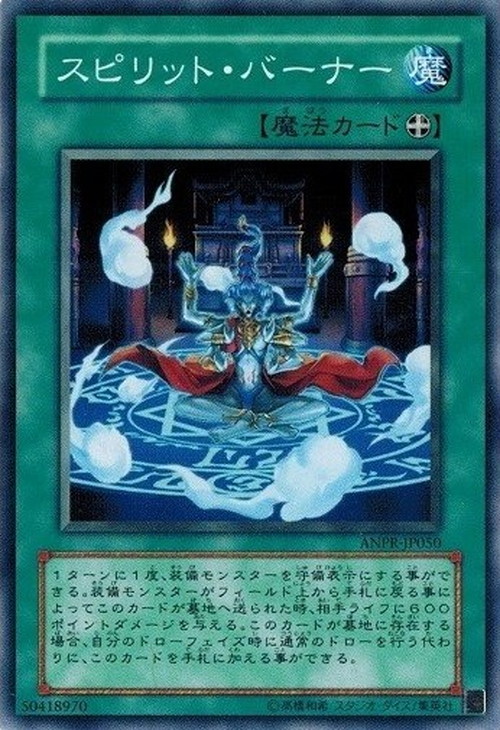 スピリット・バーナー 魔
【魔法カード】
ANPR-JP050
１ターンに１度、装備モンスターを守備表示にする事がで
きる。装備モンスターがフィールド上から手札に戻る事に
よってこのカードが墓地へ送られた時、相手ライフに６００
ポイントダメージを与える。このカードが墓地に存在する
場合、自分のドローフェイズ時に通常のドローを行う代わ
りに、このカードを手札に加える事ができる。
50418970 ©高橋和希 スタジオ・ダイス/集英社